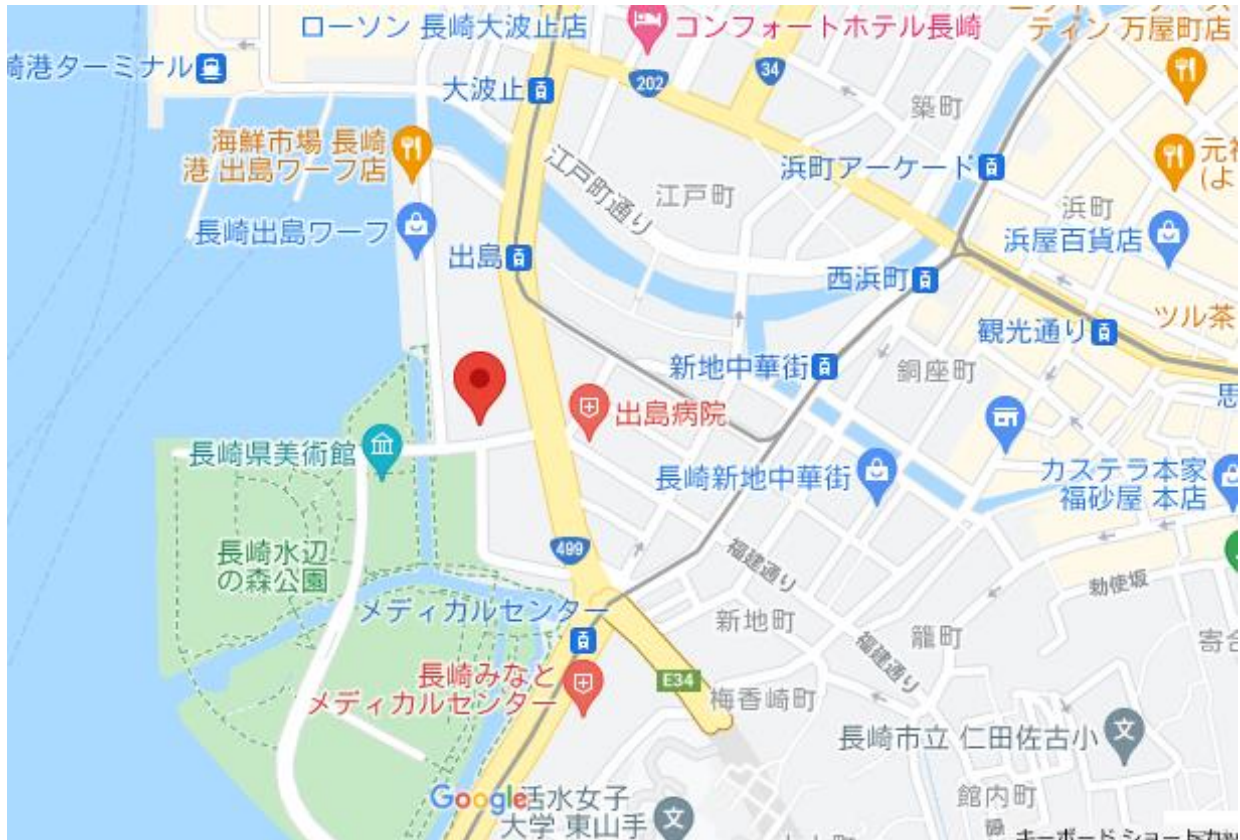 ローソン 長崎大波止店
コンフォートホテル長崎
ティン 万屋町店
崎港ターミナル
大波止
202
34
築町
海鮮市場 長崎
港 出島ワーフ店
江戸町通り
江戸町
浜町アーケード
元祖
(よ
浜町
長崎出島ワーフ
浜屋百貨店
出島
西浜町
ツル茶
観光通り
新地中華街
銅座町
思
出島病院
長崎県美術館
長崎新地中華街
カステラ本家
福砂屋 本店
499
長崎水辺
の森公園
福建通り
勅使坂
メディカルセンター
新地町
籠町
寄合
福建通り
長崎みなと
メディカルセンター
E34
梅香崎町
長崎市立 仁田佐古小
Google
活水女子
大学 東山手
館内町